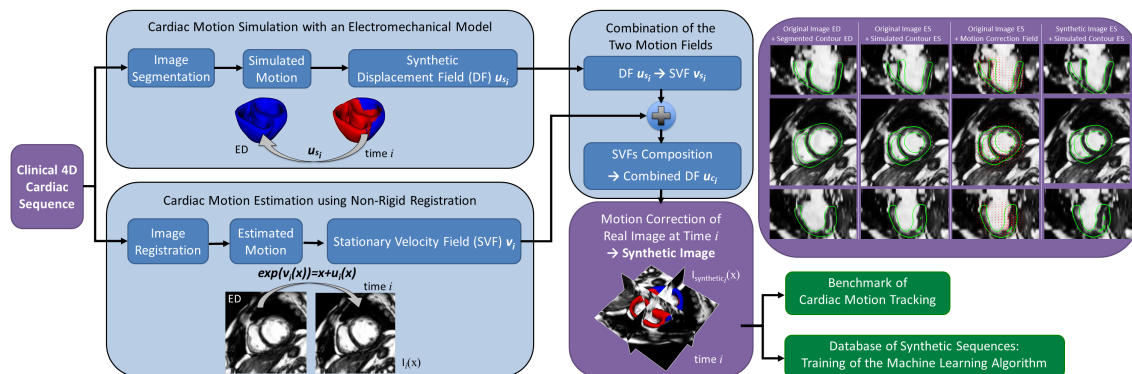 Clinical 4D
Cardiac
Sequence
Cardiac Motion Simulation with an Electromechanical Model
Image
Segmentation
Simulated
Motion
Synthetic
Displacement Field (DF) u_si
ED
u_si
time i
Cardiac Motion Estimation using Non-Rigid Registration
Image
Registration
Estimated
Motion
Stationary Velocity Field (SVF) v_i
exp(v_i(x))=x+u_i(x)
ED
time i
I_i(x)
Combination of the
Two Motion Fields
DF u_si → SVF v_si
SVFs Composition
→ Combined DF u_ci
Motion Correction of
Real Image at Time i
→ Synthetic Image
I_synthetic_i(x)
time i
Original Image ED
+ Segmented Contour ED
Original Image ES
+ Simulated Contour ES
Original Image ES
+ Motion Correction Field
Synthetic Image ES
+ Simulated Contour ES
Benchmark of
Cardiac Motion Tracking
Database of Synthetic Sequences:
Training of the Machine Learning Algorithm